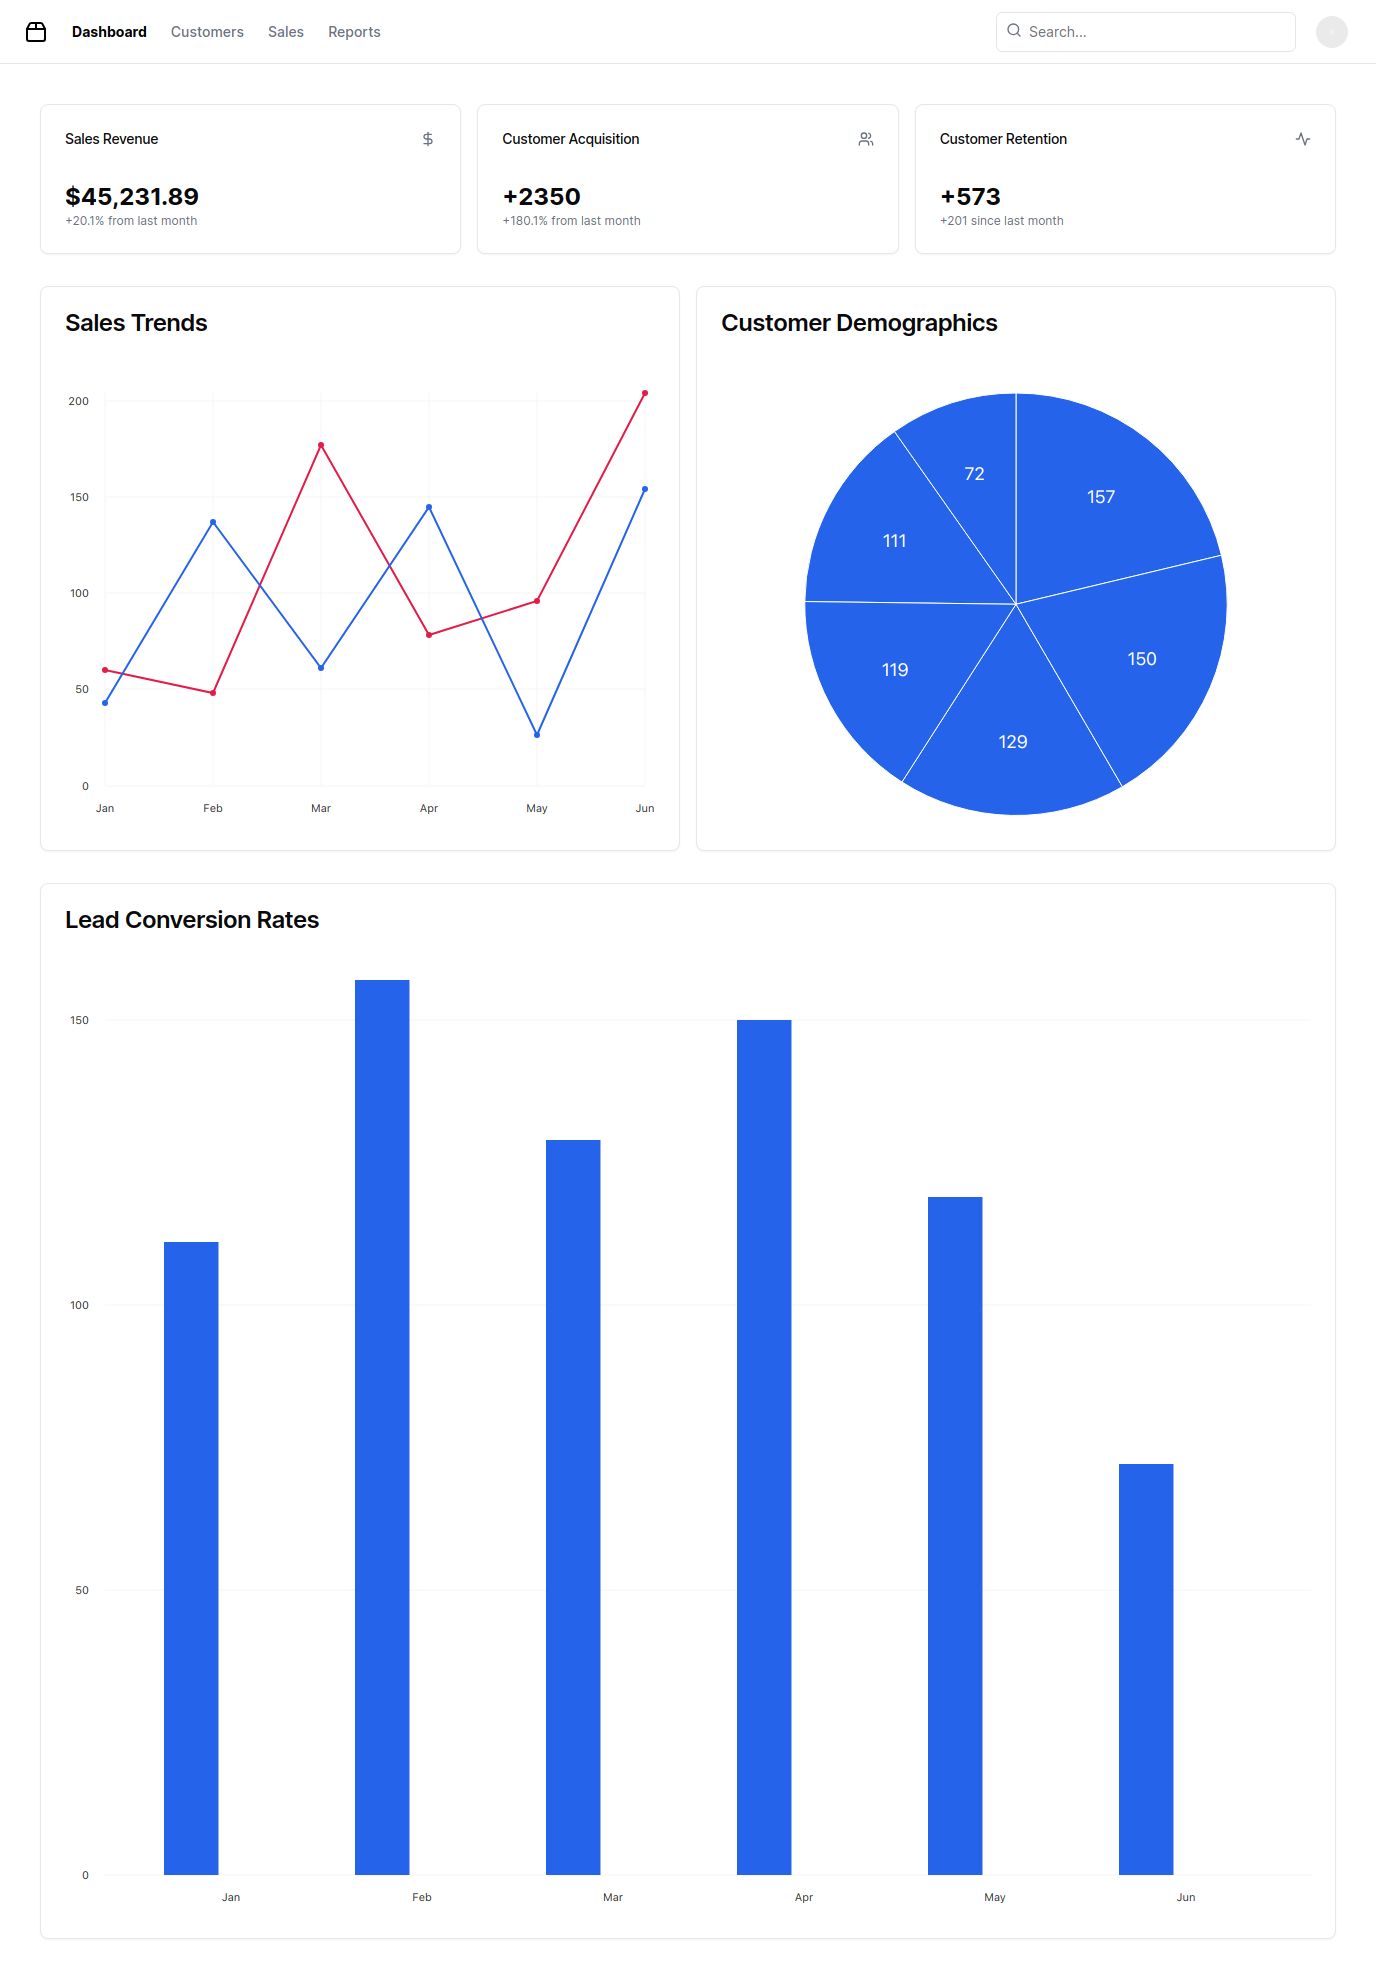 Dashboard Customers Sales Reports Search...
Sales Revenue
$45,231.89
+20.1% from last month
Customer Acquisition
+2350
+180.1% from last month
Customer Retention
+573
+201 since last month
Sales Trends
200
150
100
50
0
Jan Feb Mar Apr May Jun
Customer Demographics
72
157
111
150
119
129
Lead Conversion Rates
150
100
50
0
Jan Feb Mar Apr May Jun